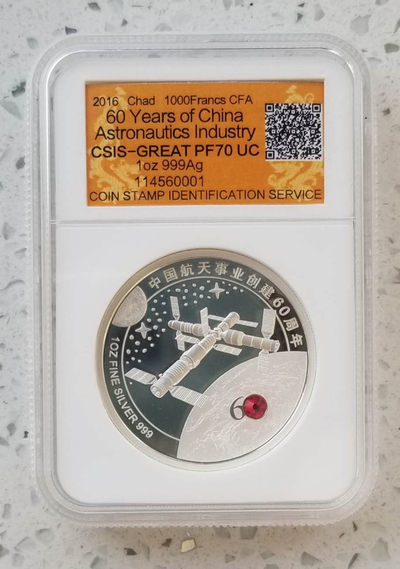 2016 Chad 1000Francs CFA
60 Years of China
Astronautics Industry
CSIS-GREAT PF70 UC
1oz 999Ag
114560001
COIN STAMP IDENTIFICATION SERVICE
中国航天事业创建60周年
1OZ FINE SILVER 999
60